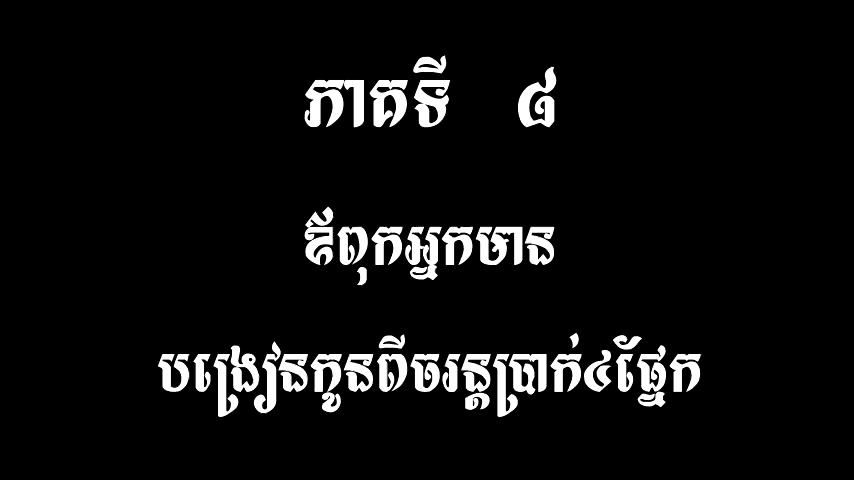 ភាគទី ៨
ឪពុកអ្នកមាន
បង្រៀនកូនពីចរន្តប្រាក់៤ផ្នែក